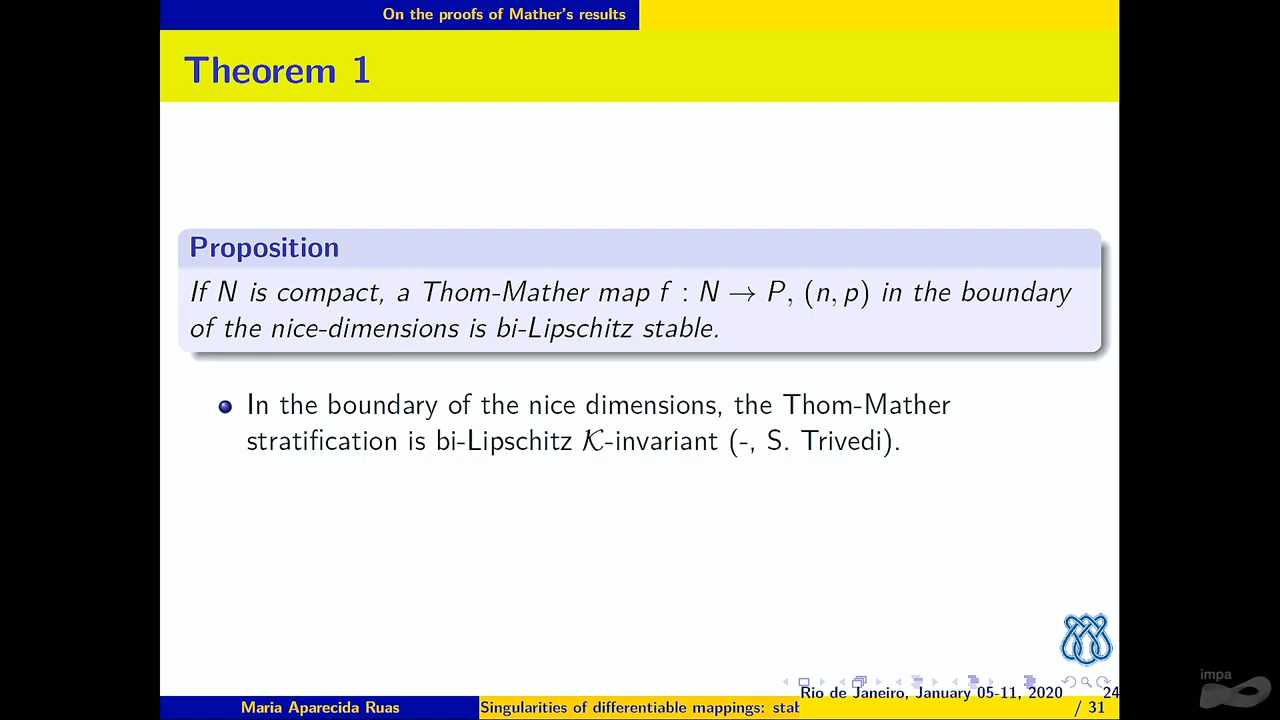 On the proofs of Mather's results
Theorem 1
Proposition
If N is compact, a Thom-Mather map f : N → P, (n, p) in the boundary
of the nice-dimensions is bi-Lipschitz stable.
In the boundary of the nice dimensions, the Thom-Mather
stratification is bi-Lipschitz 𝒦-invariant (-, S. Trivedi).
impa
Rio de Janeiro, January 05-11, 2020 24
Maria Aparecida Ruas Singularities of differentiable mappings: stab / 31